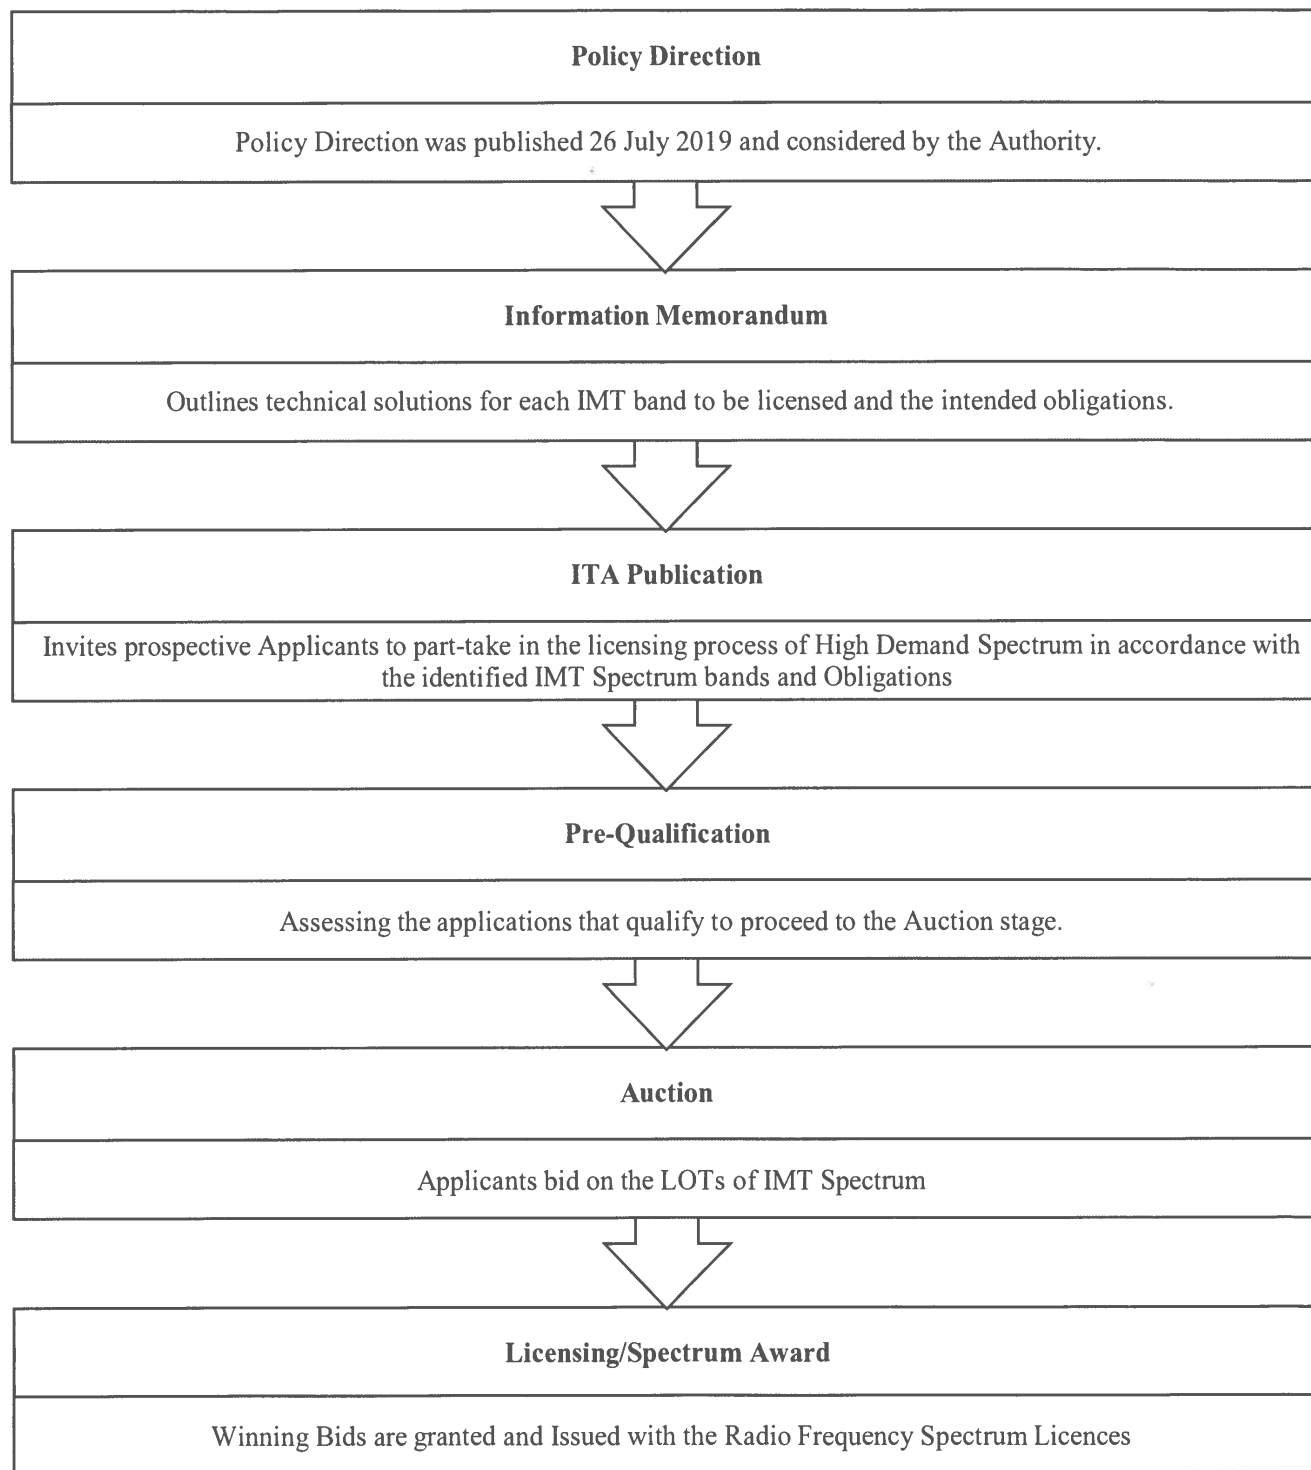 Policy Direction
Policy Direction was published 26 July 2019 and considered by the Authority.
Information Memorandum
Outlines technical solutions for each IMT band to be licensed and the intended obligations.
ITA Publication
Invites prospective Applicants to part-take in the licensing process of High Demand Spectrum in accordance with
the identified IMT Spectrum bands and Obligations
Pre-Qualification
Assessing the applications that qualify to proceed to the Auction stage.
Auction
Applicants bid on the LOTs of IMT Spectrum
Licensing/Spectrum Award
Winning Bids are granted and Issued with the Radio Frequency Spectrum Licences